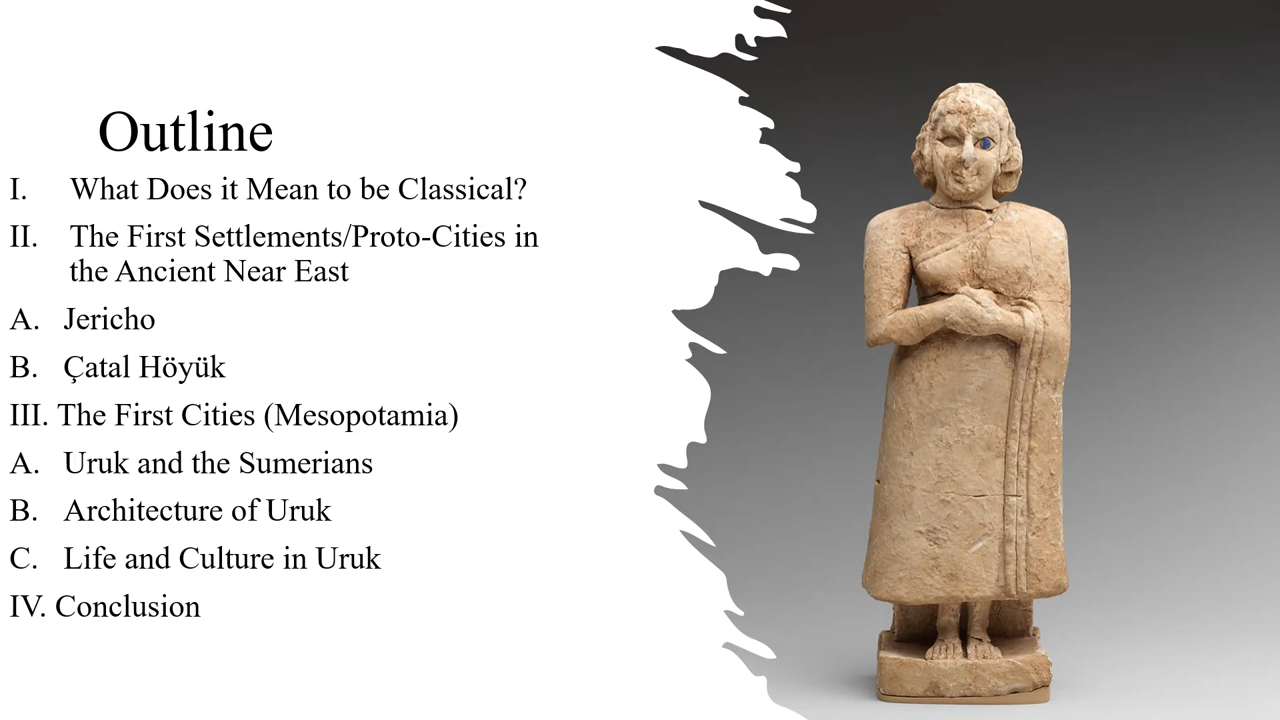 Outline
I. What Does it Mean to be Classical?
II. The First Settlements/Proto-Cities in
the Ancient Near East
A. Jericho
B. Çatal Höyük
III. The First Cities (Mesopotamia)
A. Uruk and the Sumerians
B. Architecture of Uruk
C. Life and Culture in Uruk
IV. Conclusion